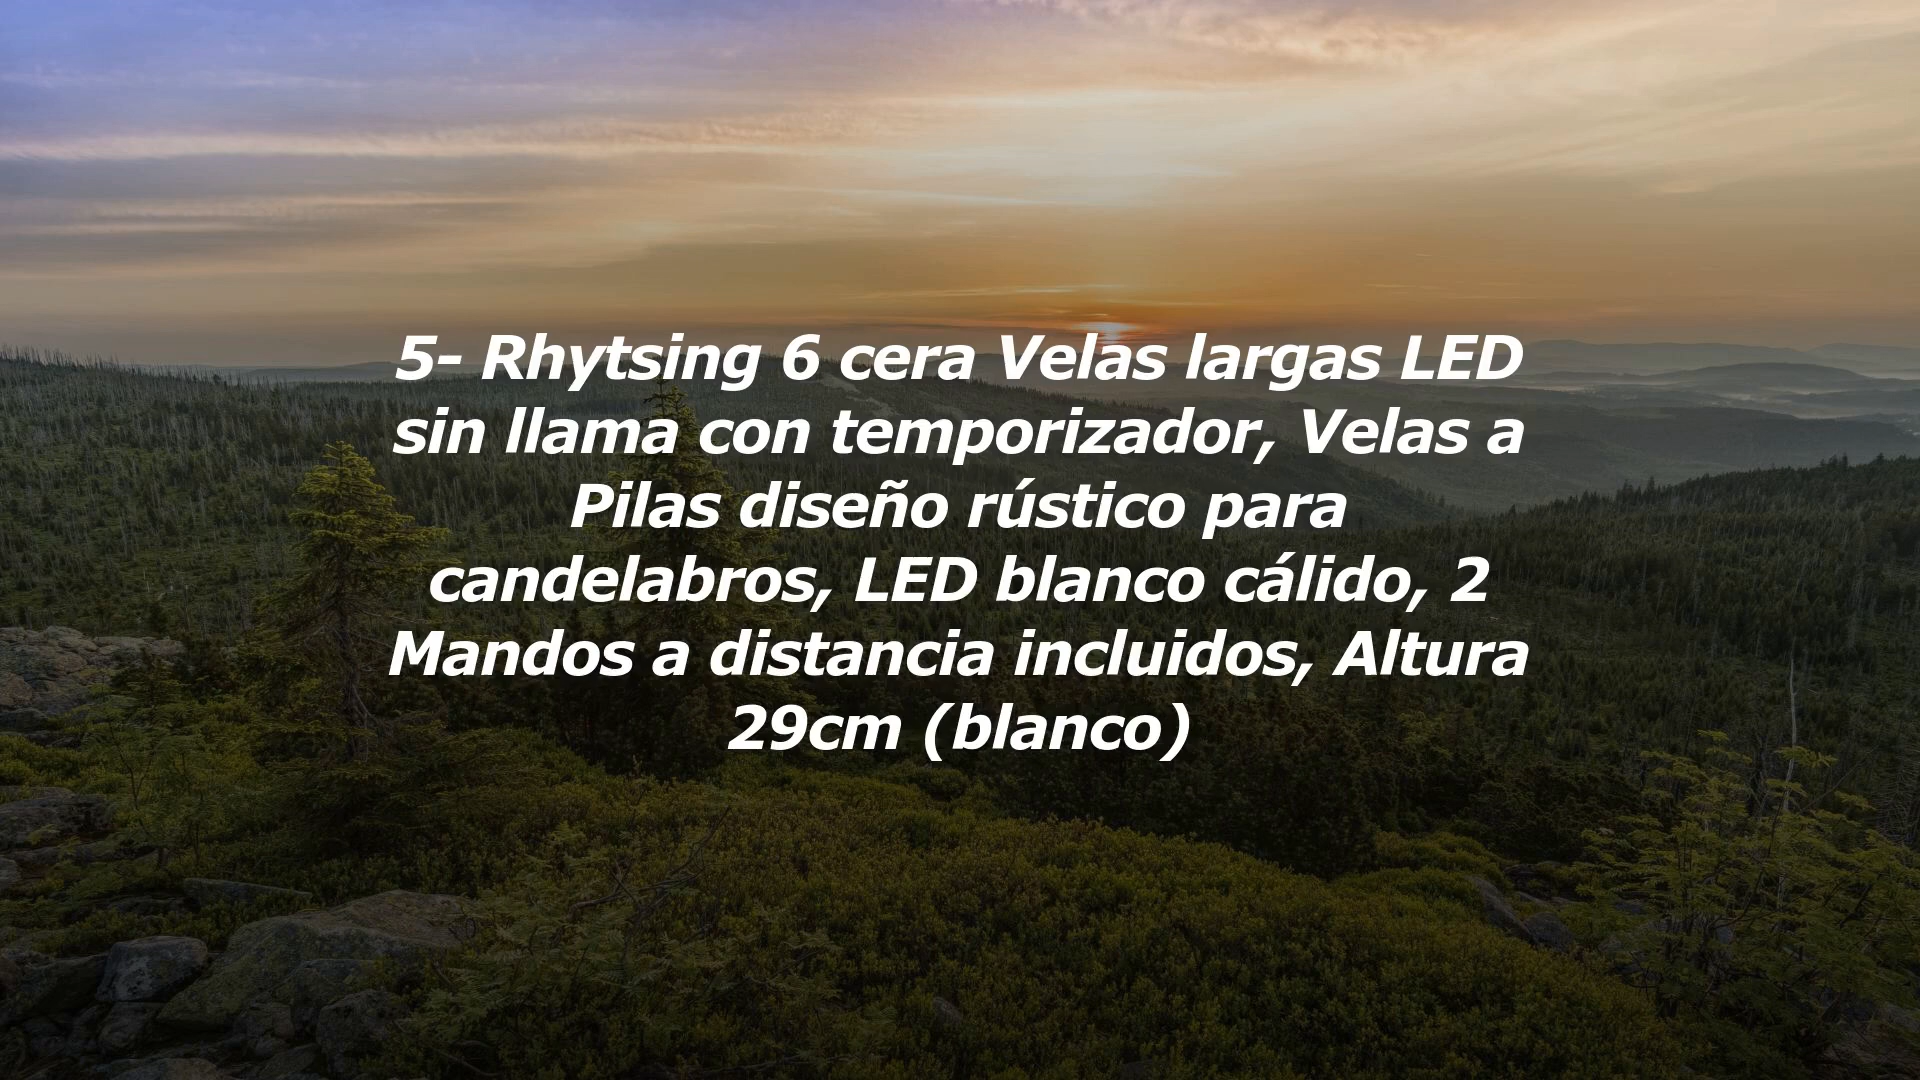 5- Rhytsing 6 cera Velas largas LED
sin llama con temporizador, Velas a
Pilas diseño rústico para
candelabros, LED blanco cálido, 2
Mandos a distancia incluidos, Altura
29cm (blanco)